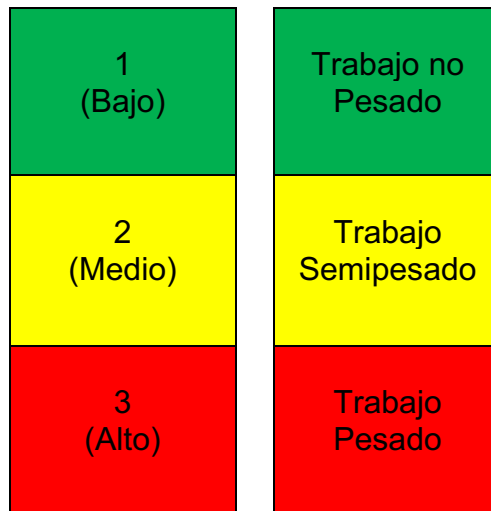 1
(Bajo)
Trabajo no
Pesado
2
(Medio)
Trabajo
Semipesado
3
(Alto)
Trabajo
Pesado